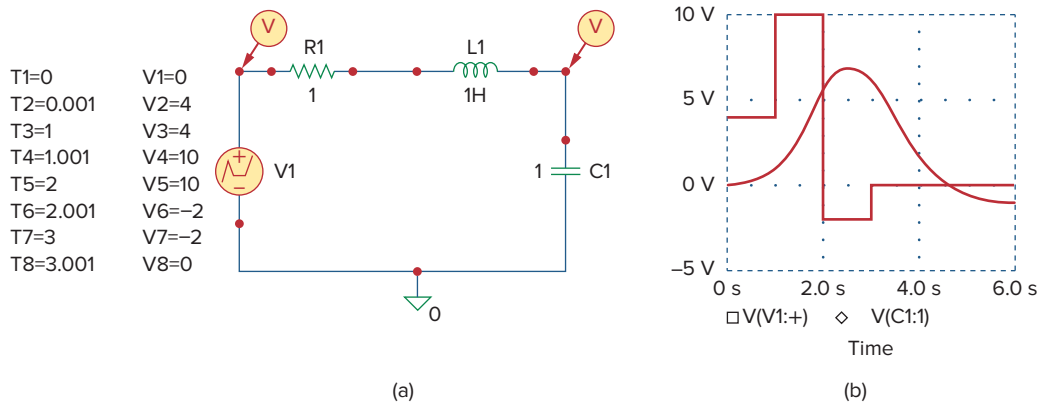 V
V
R1
L1
1
1H
T1=0 V1=0
T2=0.001 V2=4
T3=1 V3=4
T4=1.001 V4=10
T5=2 V5=10
T6=2.001 V6=−2
T7=3 V7=−2
T8=3.001 V8=0
+
−
V1
1
C1
0
(a)
10 V
5 V
0 V
−5 V
0 s 2.0 s 4.0 s 6.0 s
V(V1:+) V(C1:1)
Time
(b)